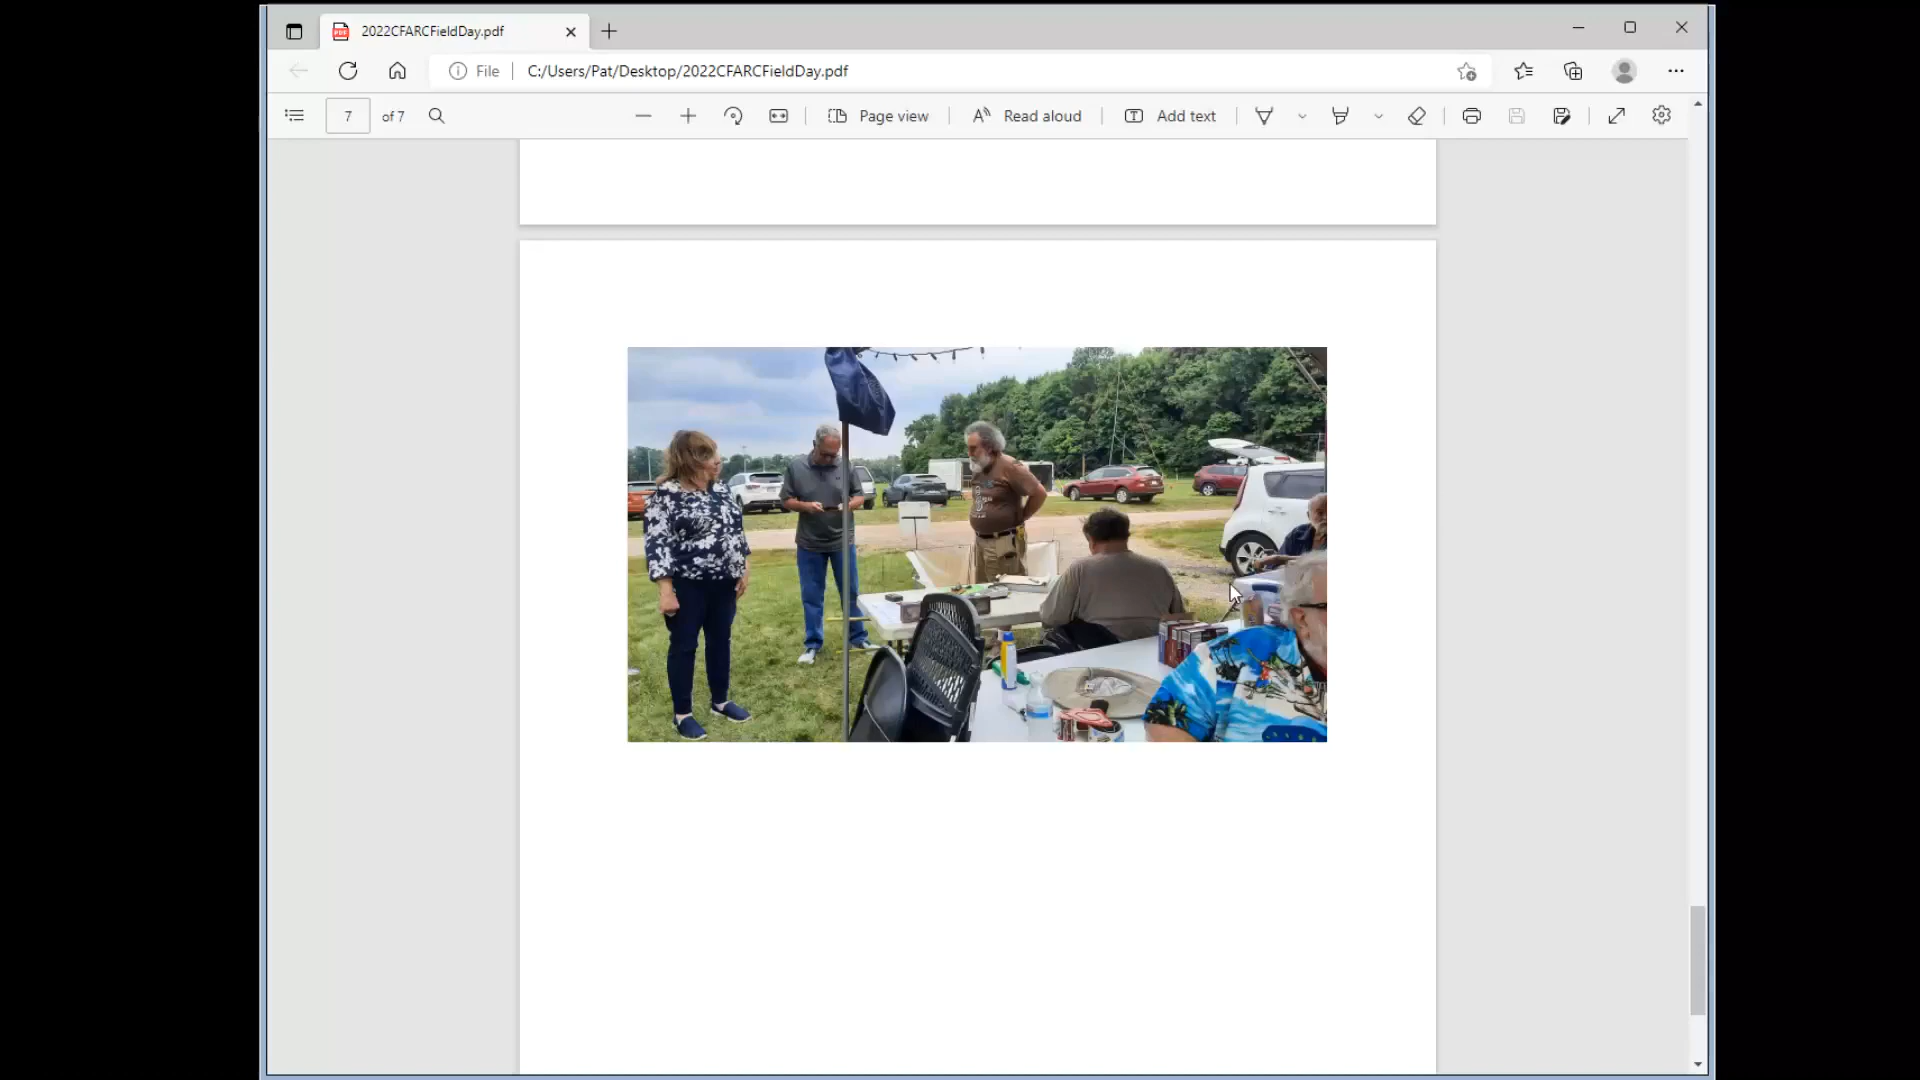 2022CFARCFieldDay.pdf
File C:/Users/Pat/Desktop/2022CFARCFieldDay.pdf
7 of 7 Page view Read aloud Add text